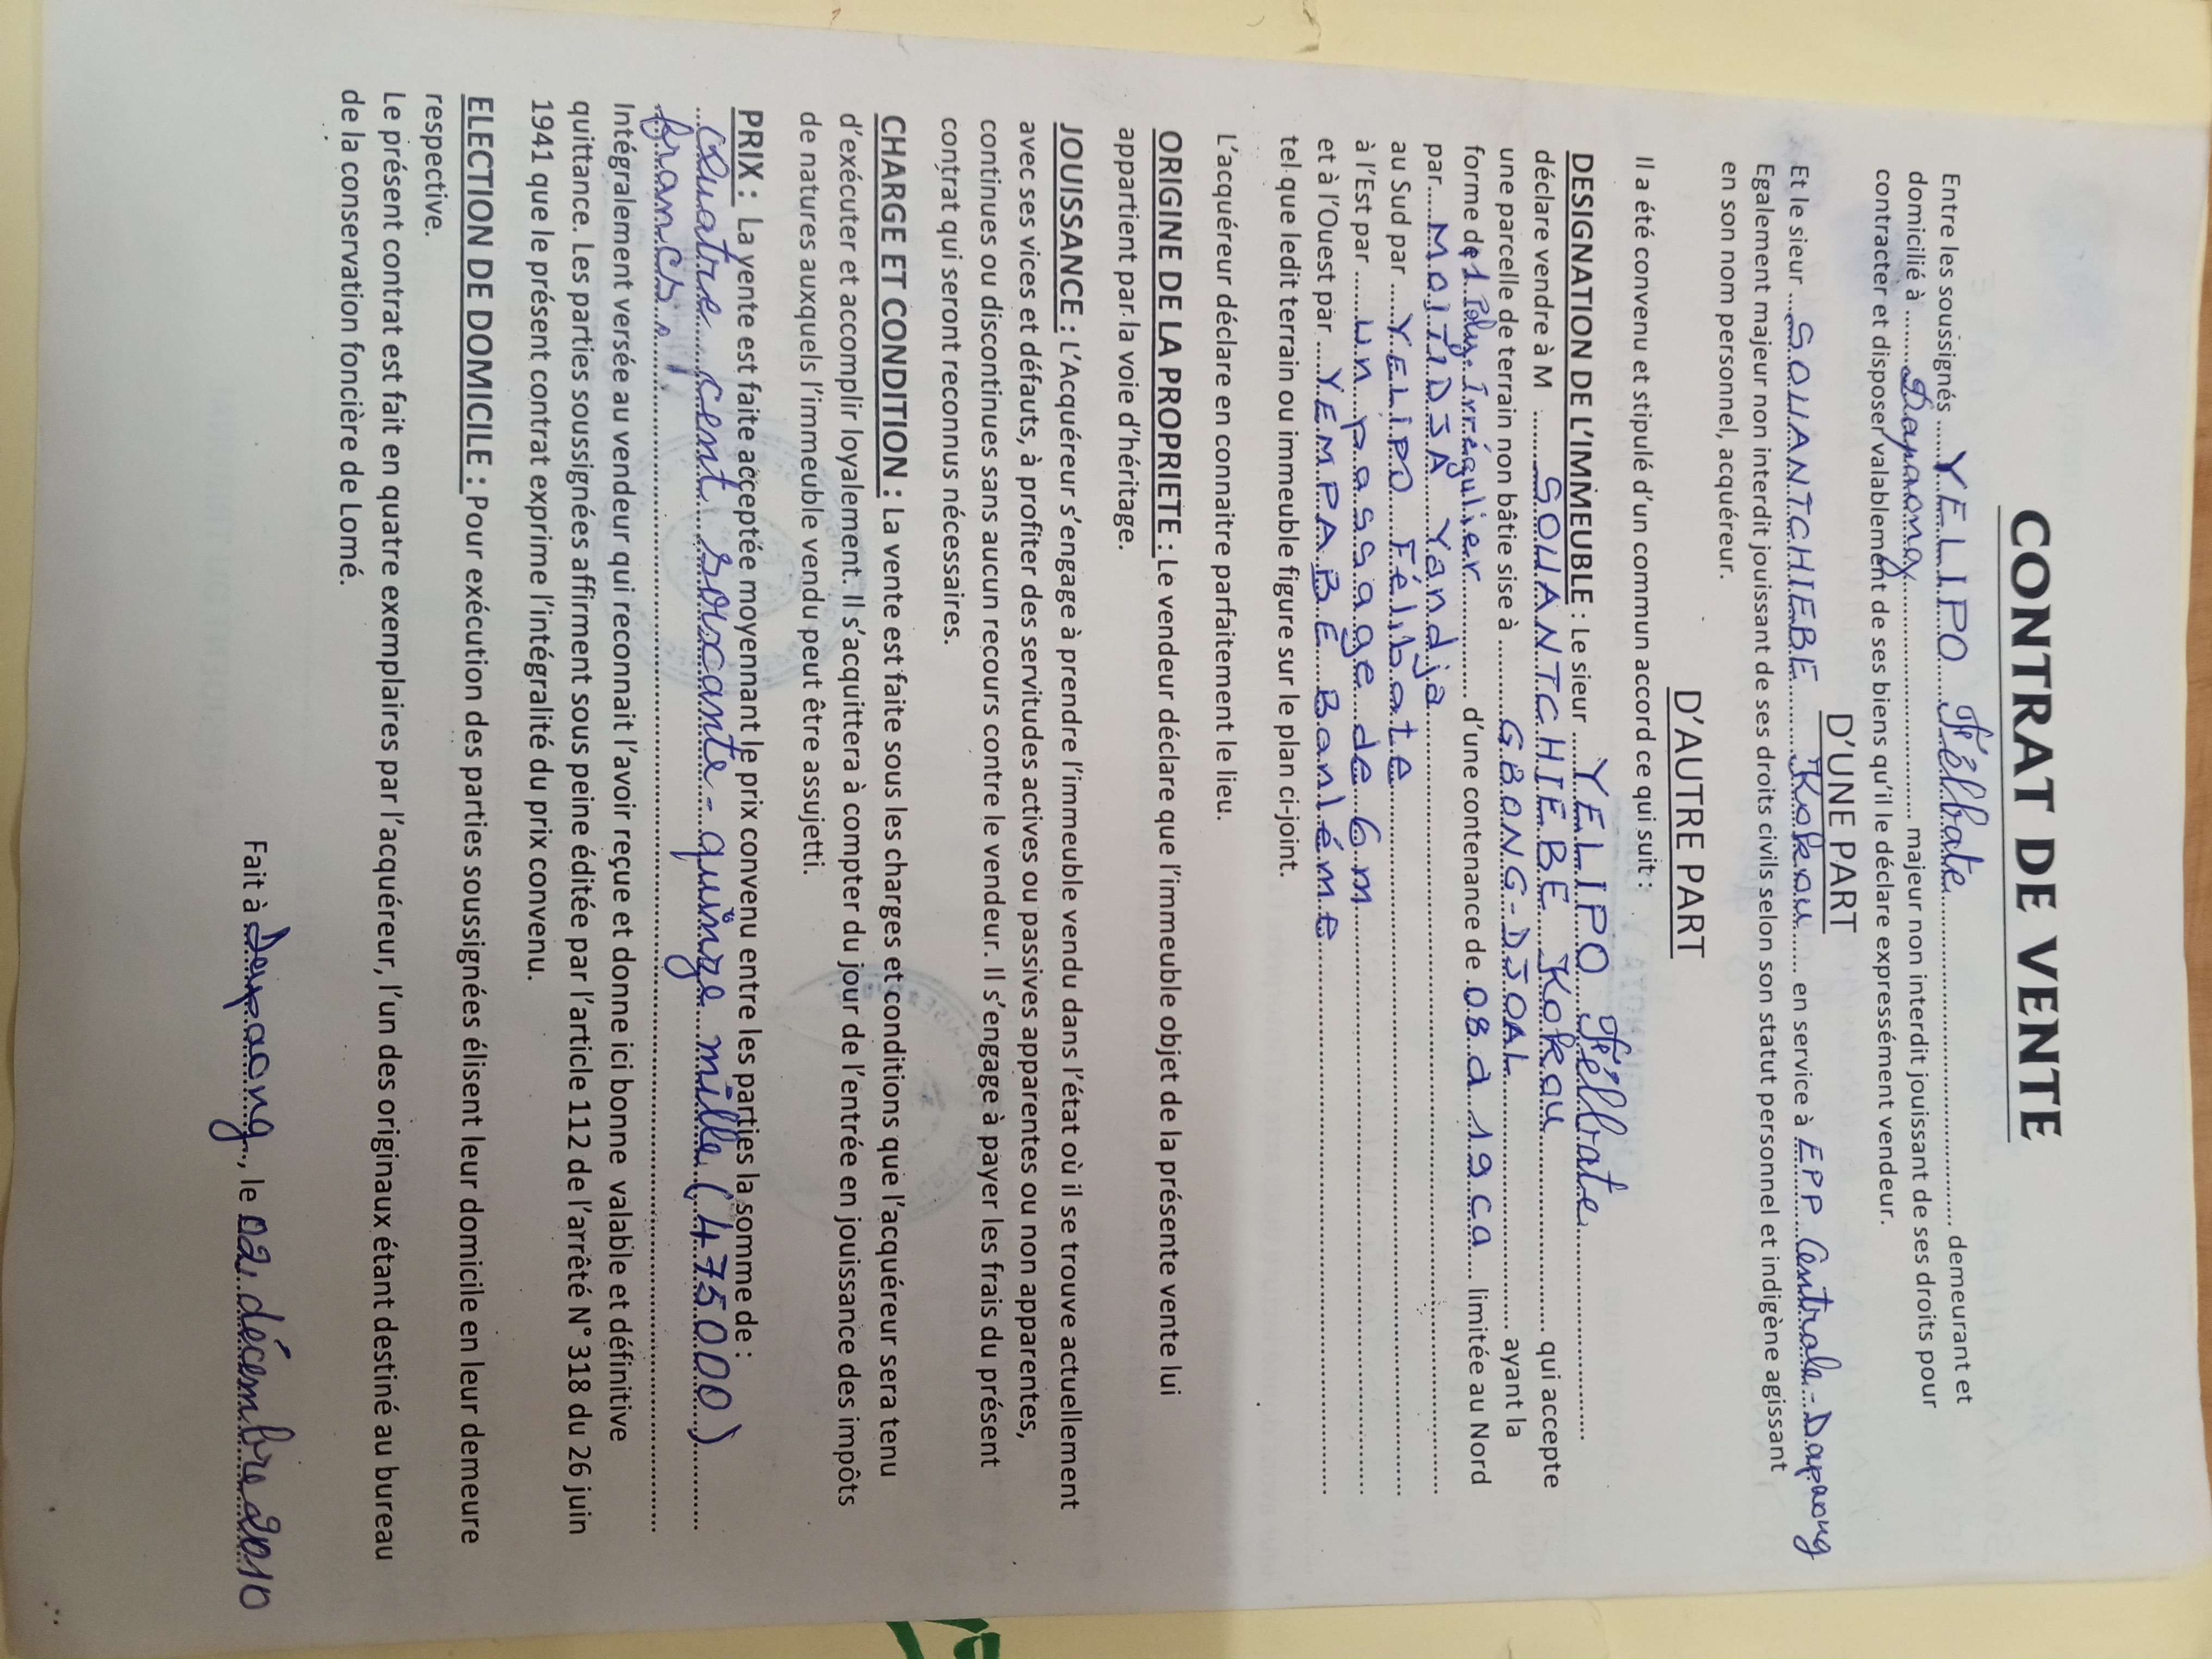 CONTRAT DE VENTE
Entre les soussignés ......YELIPO Félbate................................ demeurant et
domicilié à ..........Dapaong.................................. majeur non interdit jouissant de ses droits pour
contracter et disposer valablement de ses biens qu'il le déclare expressément vendeur.
D'UNE PART
Et le sieur ....SOUANTCHIEBE.......Kokou..... en service à EPP Centrale-Dapaong
Egalement majeur non interdit jouissant de ses droits civils selon son statut personnel et indigène agissant
en son nom personnel, acquéreur.
D'AUTRE PART
Il a été convenu et stipulé d'un commun accord ce qui suit :
DESIGNATION DE L'IMMEUBLE : Le sieur .....YELIPO Félbate.........................
déclare vendre à M ........SOUANTCHIEBE Kokou........................ qui accepte
une parcelle de terrain non bâtie sise à ..........GBONG-DJOAL......................... ayant la
forme de irrégulier............. d'une contenance de .08 a 19 ca.... limitée au Nord
par.....MOITIDJA Yandja.......................................................
au Sud par .....YELIPO Félibate.......................................................
à l'Est par .......un passage de 6 m.......................................................
et à l'Ouest par ....YEMPABE Banléme.......................................................
tel que ledit terrain ou immeuble figure sur le plan ci-joint.
L'acquéreur déclare en connaitre parfaitement le lieu.
ORIGINE DE LA PROPRIETE : Le vendeur déclare que l'immeuble objet de la présente vente lui
appartient par la voie d'héritage.
JOUISSANCE : L'Acquéreur s'engage à prendre l'immeuble vendu dans l'état où il se trouve actuellement
avec ses vices et défauts, à profiter des servitudes actives ou passives apparentes ou non apparentes,
continues ou discontinues sans aucun recours contre le vendeur. Il s'engage à payer les frais du présent
contrat qui seront reconnus nécessaires.
CHARGE ET CONDITION : La vente est faite sous les charges et conditions que l'acquéreur sera tenu
d'exécuter et accomplir loyalement. Il s'acquittera à compter du jour de l'entrée en jouissance des impôts
de natures auxquels l'immeuble vendu peut être assujetti.
PRIX : La vente est faite acceptée moyennant le prix convenu entre les parties la somme de :
...Quatre cent soixante-quinze mille (475000)..........
francs.......................................................
Intégralement versée au vendeur qui reconnait l'avoir reçue et donne ici bonne valable et définitive
quittance. Les parties soussignées affirment sous peine éditée par l'article 112 de l'arrêté N° 318 du 26 juin
1941 que le présent contrat exprime l'intégralité du prix convenu.
ELECTION DE DOMICILE : Pour exécution des parties soussignées élisent leur domicile en leur demeure
respective.
Le présent contrat est fait en quatre exemplaires par l'acquéreur, l'un des originaux étant destiné au bureau
de la conservation foncière de Lomé.
Fait à Dapaong, le 02 décembre 2010